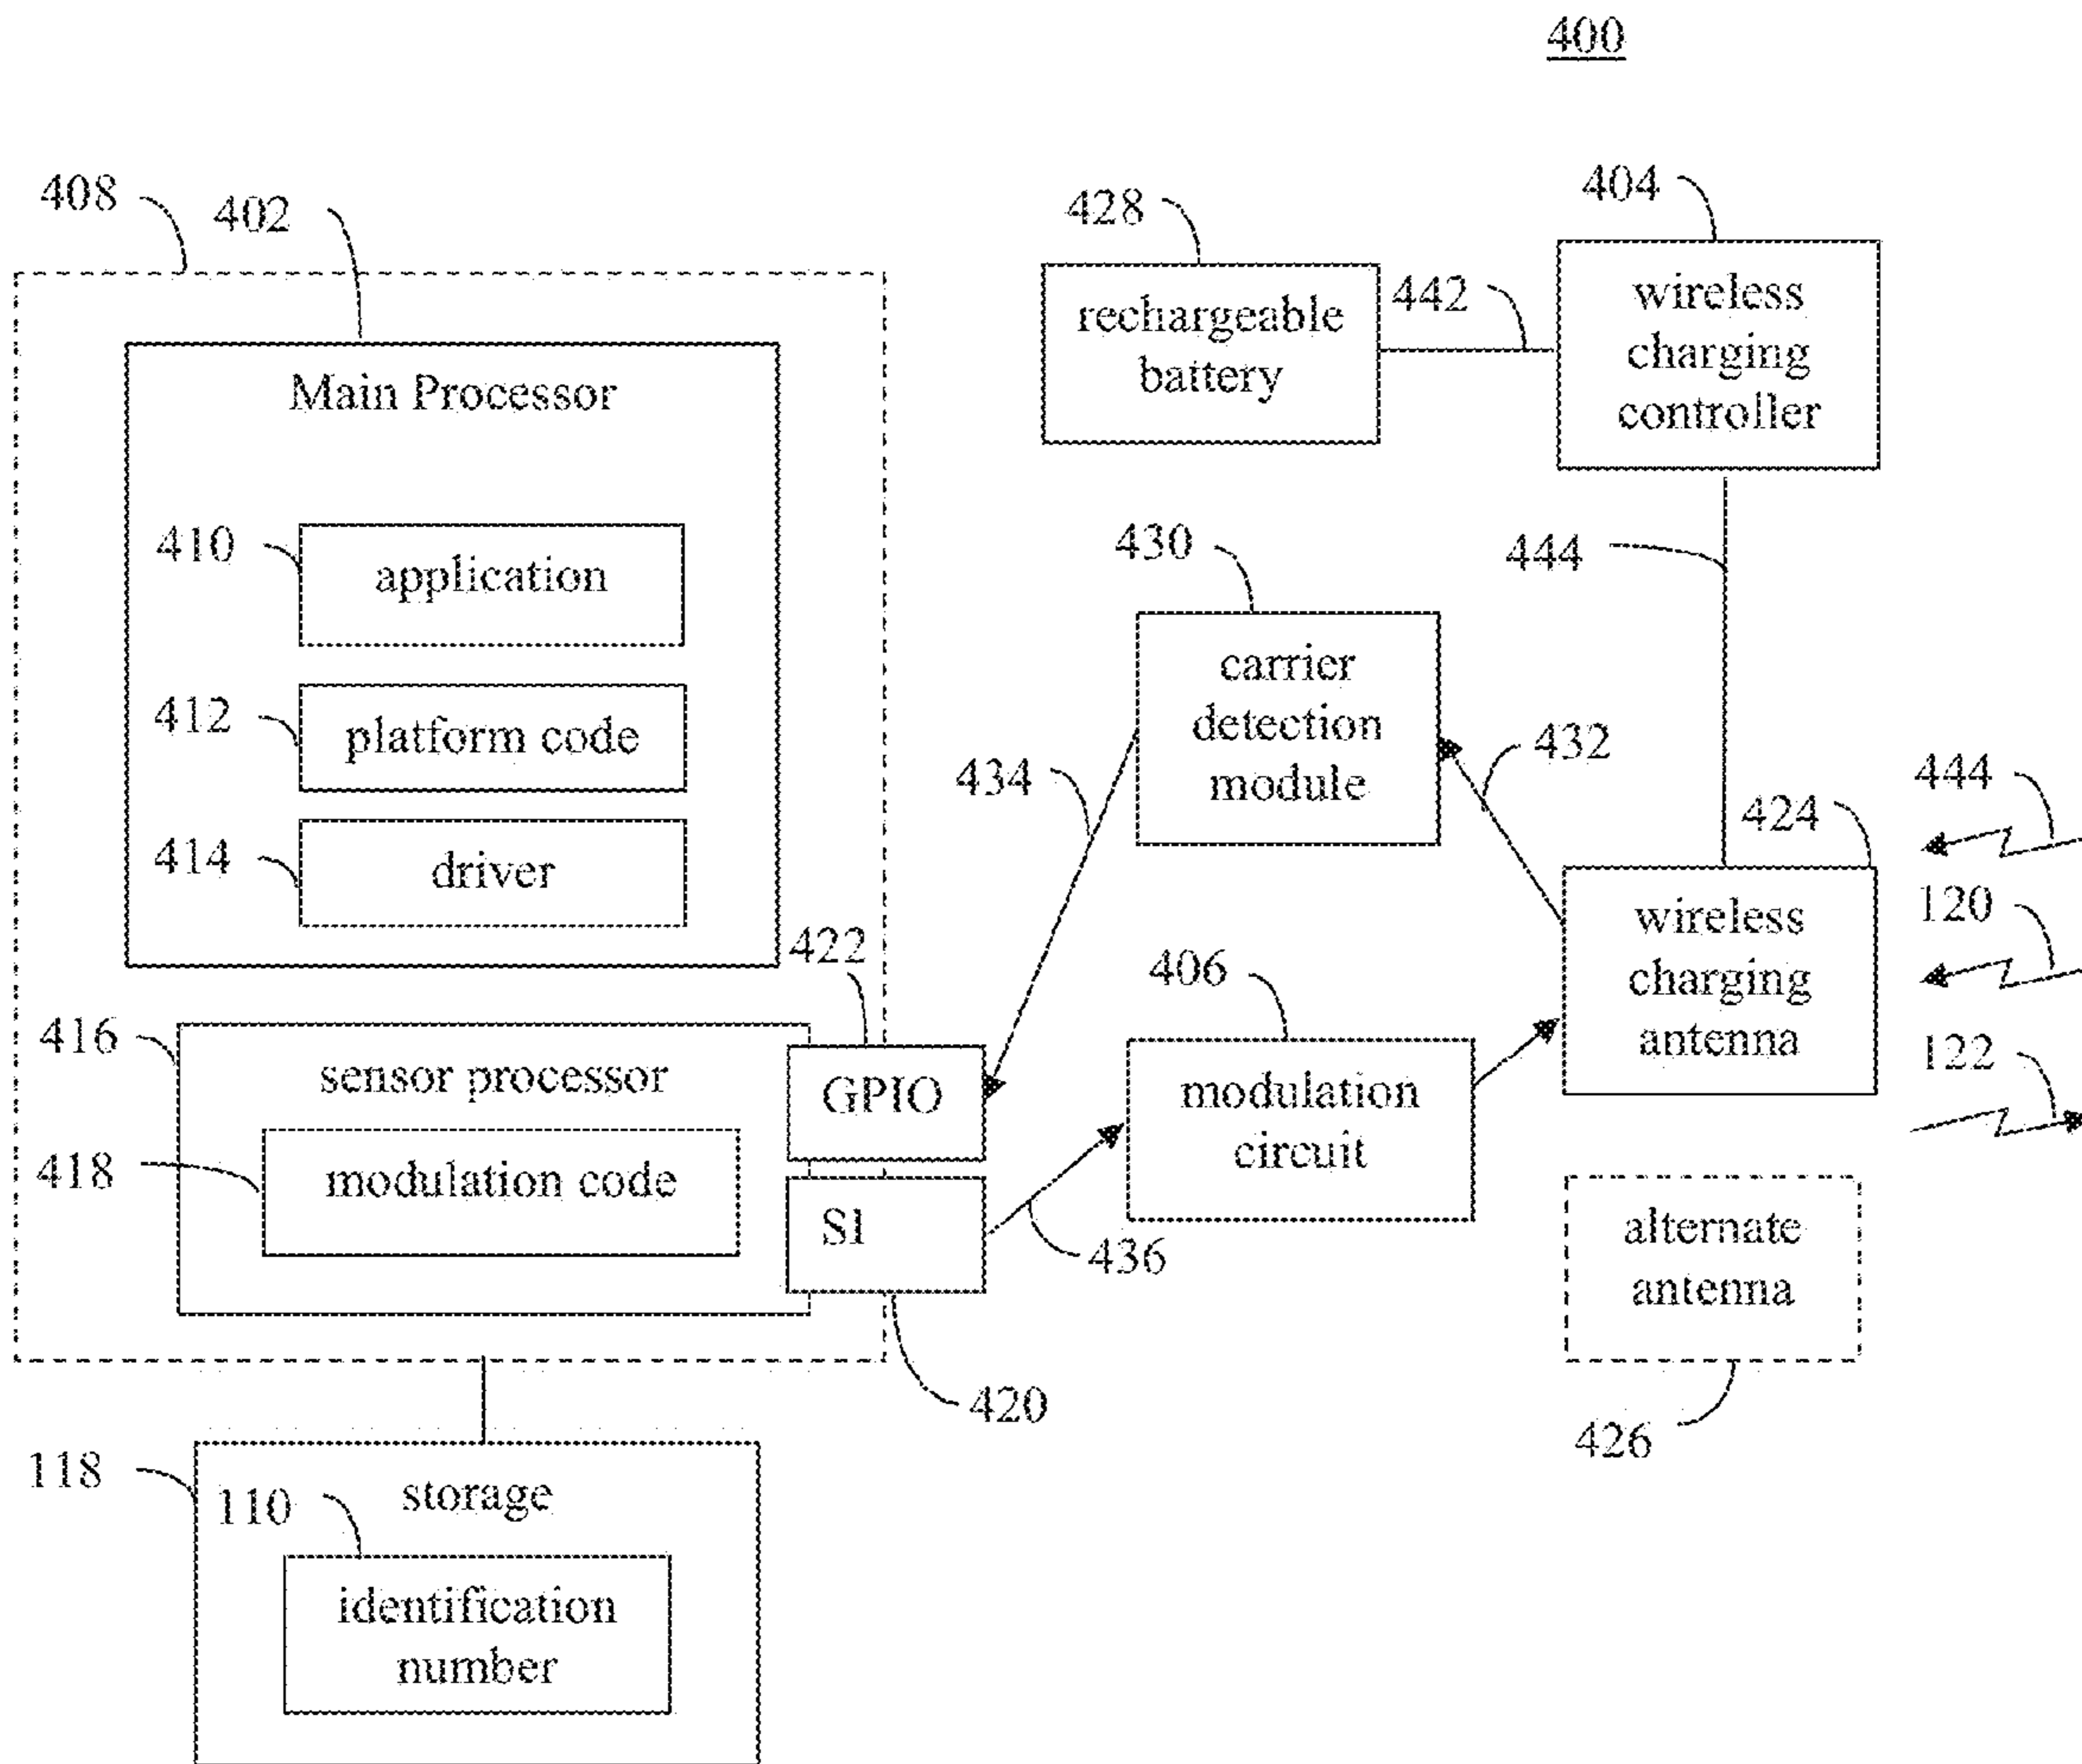 400
408
402
428
404
rechargeable
battery
442
wireless
charging
controller
Main Processor
410
application
430
444
412
platform code
carrier
detection
module
432
434
444
414
driver
424
120
422
406
wireless
charging
antenna
416
sensor processor
GPIO
modulation
circuit
122
418
modulation code
SI
436
alternate
antenna
420
426
118
storage
110
identification
number